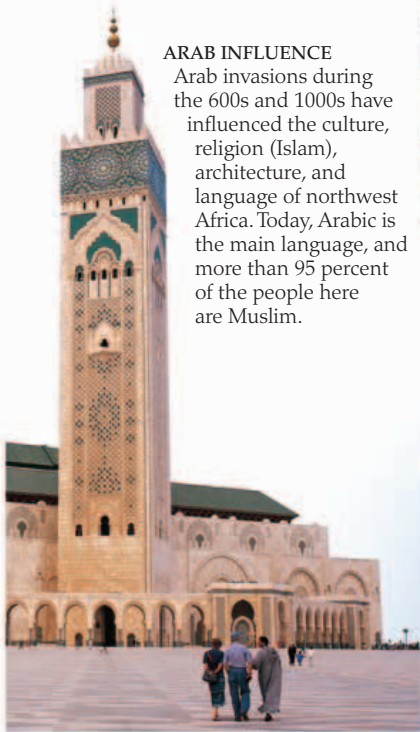 ARAB INFLUENCE
Arab invasions during
the 600s and 1000s have
influenced the culture,
religion (Islam),
architecture, and
language of northwest
Africa. Today, Arabic is
the main language, and
more than 95 percent
of the people here
are Muslim.